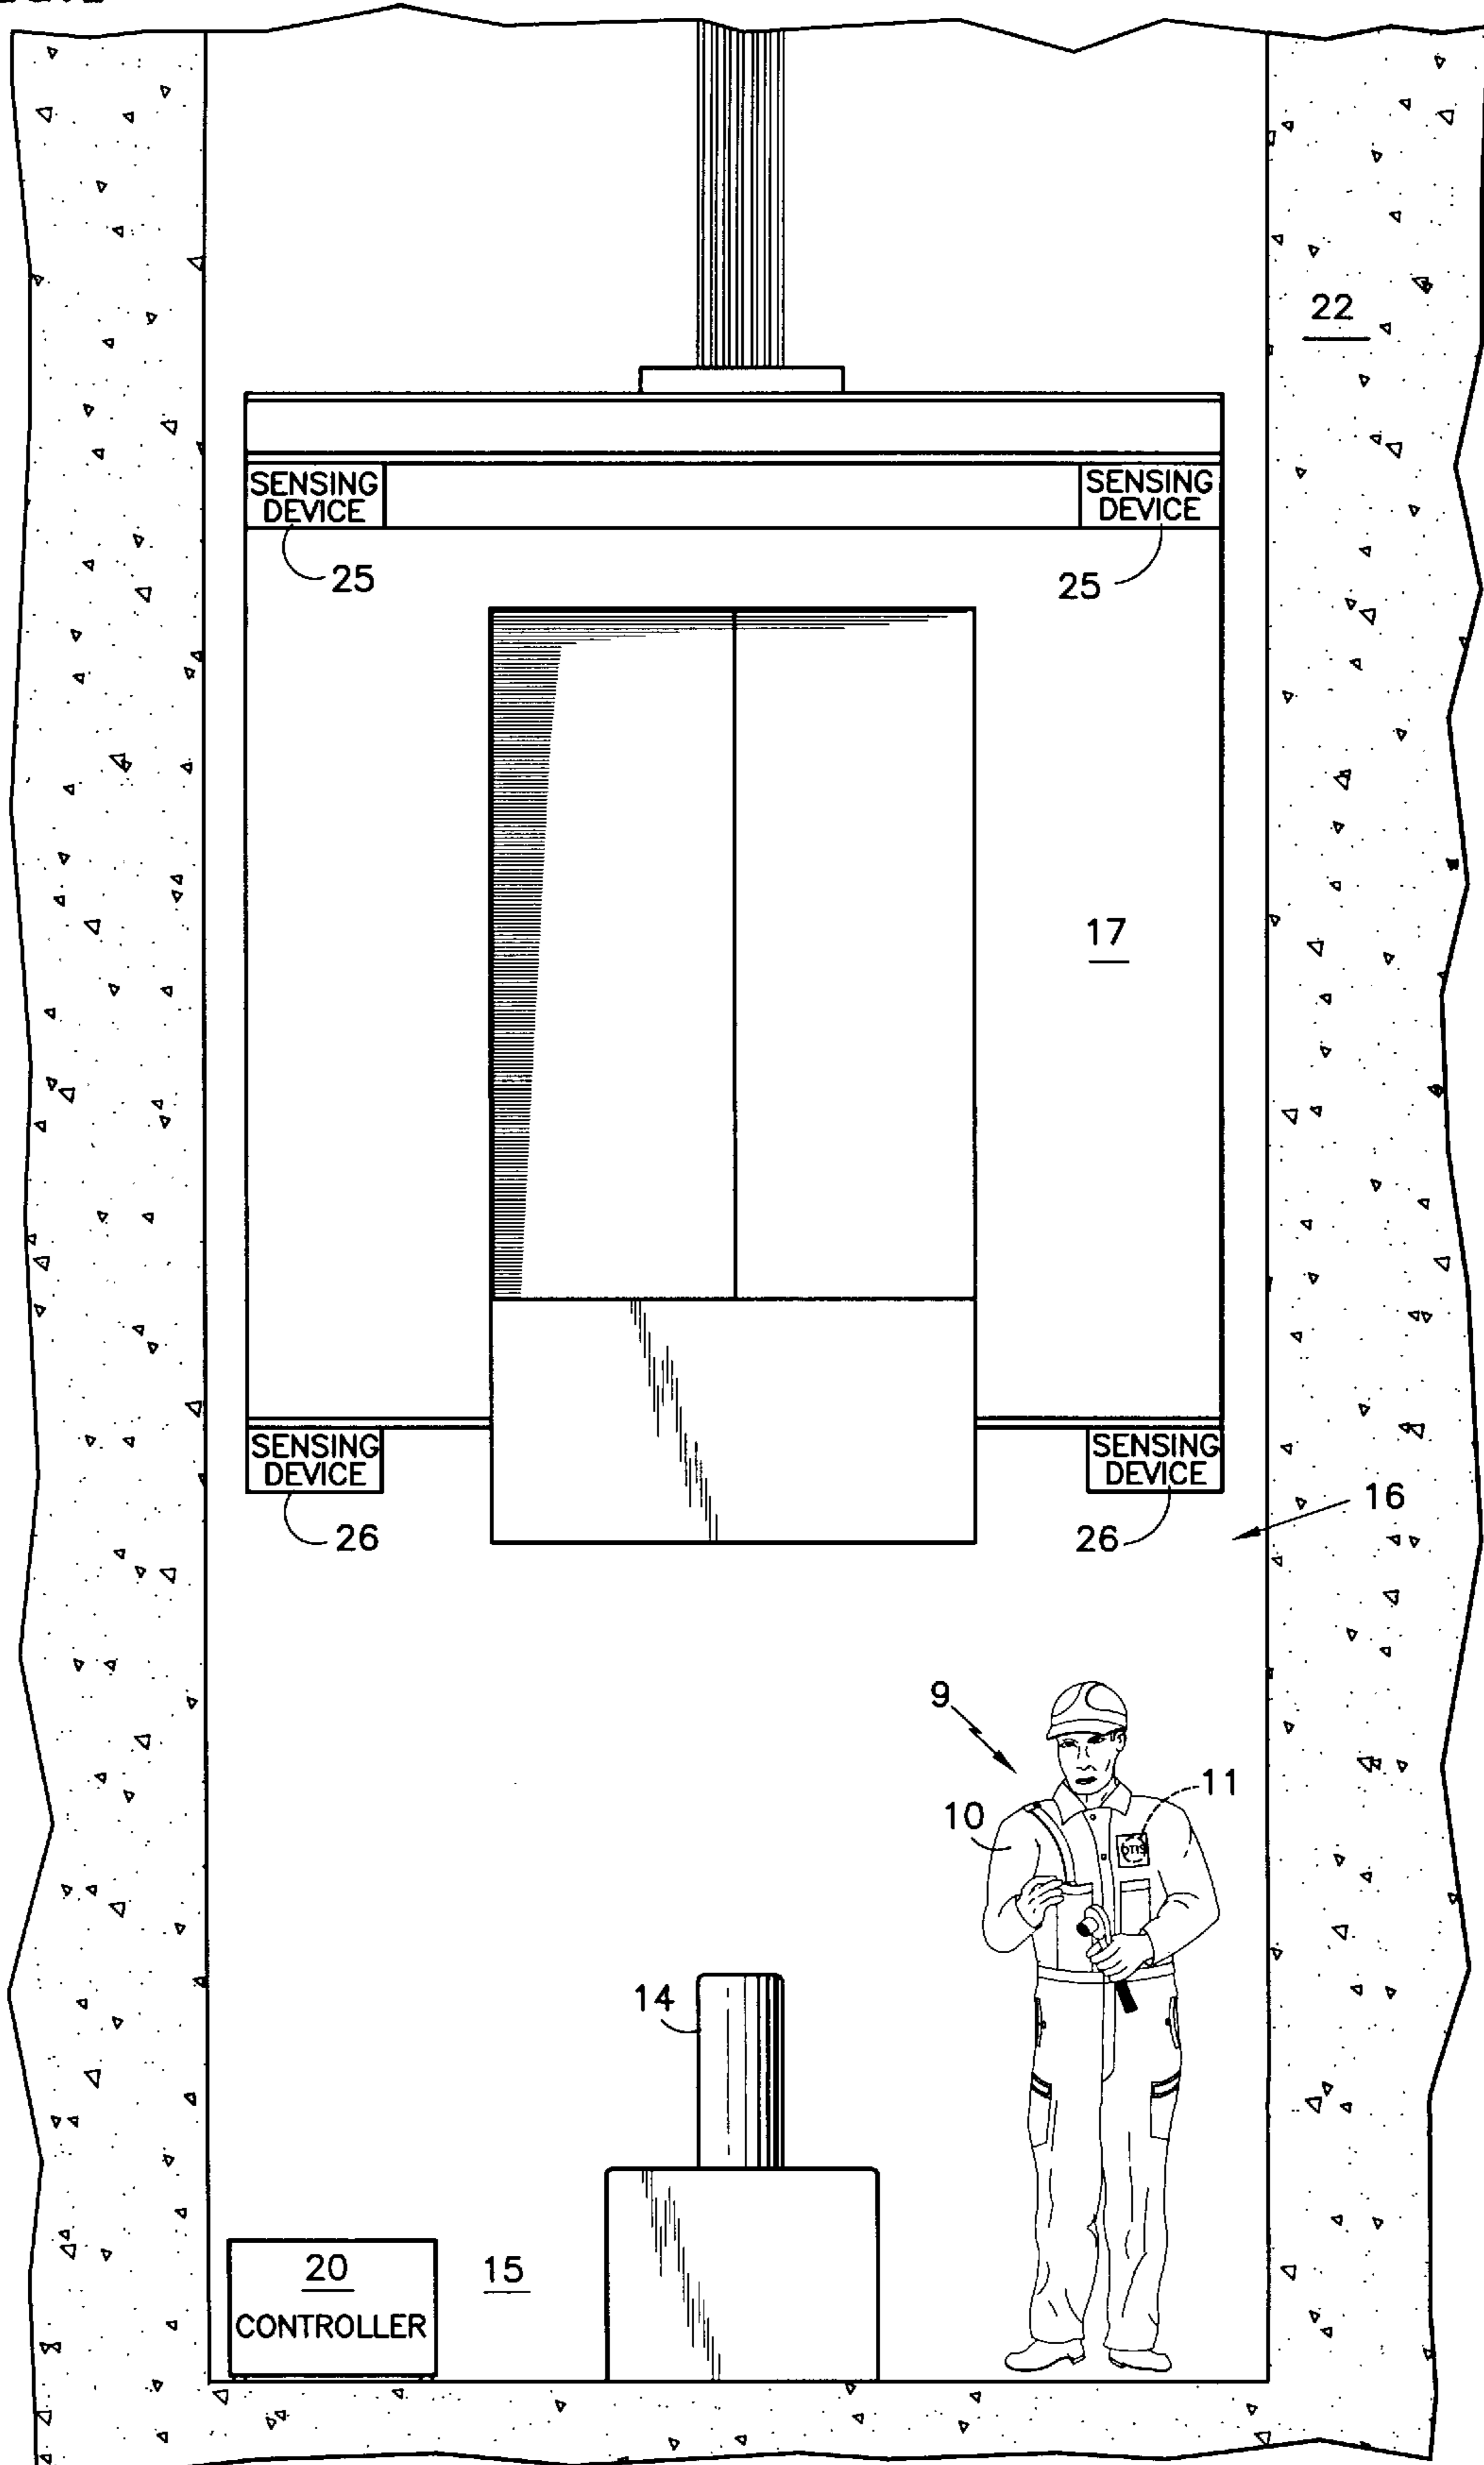 22
SENSING
DEVICE
SENSING
DEVICE
25
25
17
SENSING
DEVICE
SENSING
DEVICE
26
26
16
9
11
10
OTIS
14
20
CONTROLLER
15